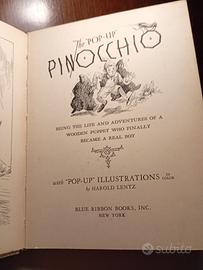 The "POP-UP"
PINOCCHIO
BEING THE LIFE AND ADVENTURES OF A
WOODEN PUPPET WHO FINALLY
BECAME A REAL BOY
with "POP-UP" ILLUSTRATIONS IN COLOR
by HAROLD LENTZ
BLUE RIBBON BOOKS, INC.
NEW YORK
subito